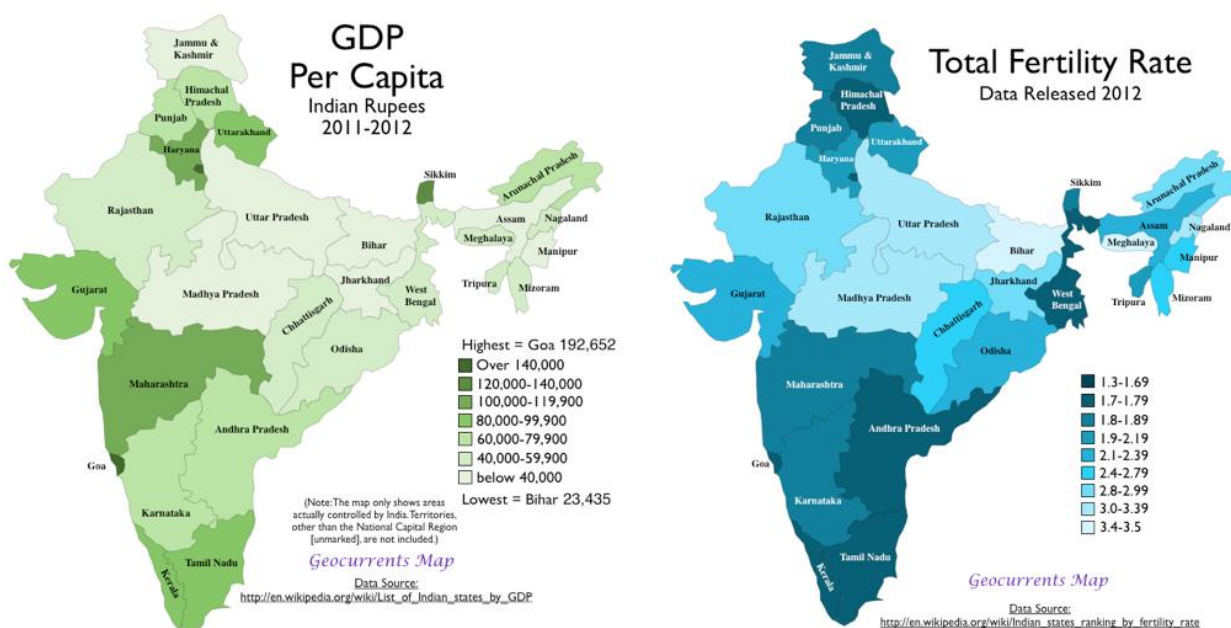 GDP
Per Capita
Indian Rupees
2011-2012
Jammu &
Kashmir
Himachal
Pradesh
Punjab
Uttarakhand
Haryana
Rajasthan
Uttar Pradesh
Sikkim
Arunachal Pradesh
Assam
Nagaland
Meghalaya
Manipur
Bihar
Tripura
Mizoram
Gujarat
Madhya Pradesh
Jharkhand
West
Bengal
Chhattisgarh
Odisha
Maharashtra
Andhra Pradesh
Goa
Karnataka
Tamil Nadu
Kerala
Highest = Goa 192,652
Over 140,000
120,000-140,000
100,000-119,900
80,000-99,900
60,000-79,900
40,000-59,900
below 40,000
Lowest = Bihar 23,435
(Note: The map only shows areas
actually controlled by India. Territories,
other than the National Capital Region
[unmarked], are not included.)
Geocurrents Map
Data Source:
http://en.wikipedia.org/wiki/List_of_Indian_states_by_GDP
Total Fertility Rate
Data Released 2012
Jammu &
Kashmir
Himachal
Pradesh
Punjab
Uttarakhand
Haryana
Rajasthan
Uttar Pradesh
Sikkim
Arunachal Pradesh
Assam
Nagaland
Meghalaya
Manipur
Bihar
Tripura
Mizoram
Gujarat
Madhya Pradesh
Jharkhand
West
Bengal
Chhattisgarh
Odisha
Maharashtra
Andhra Pradesh
Goa
Karnataka
Tamil Nadu
Kerala
1.3-1.69
1.7-1.79
1.8-1.89
1.9-2.19
2.1-2.39
2.4-2.79
2.8-2.99
3.0-3.39
3.4-3.5
Geocurrents Map
Data Source:
http://en.wikipedia.org/wiki/Indian_states_ranking_by_fertility_rate